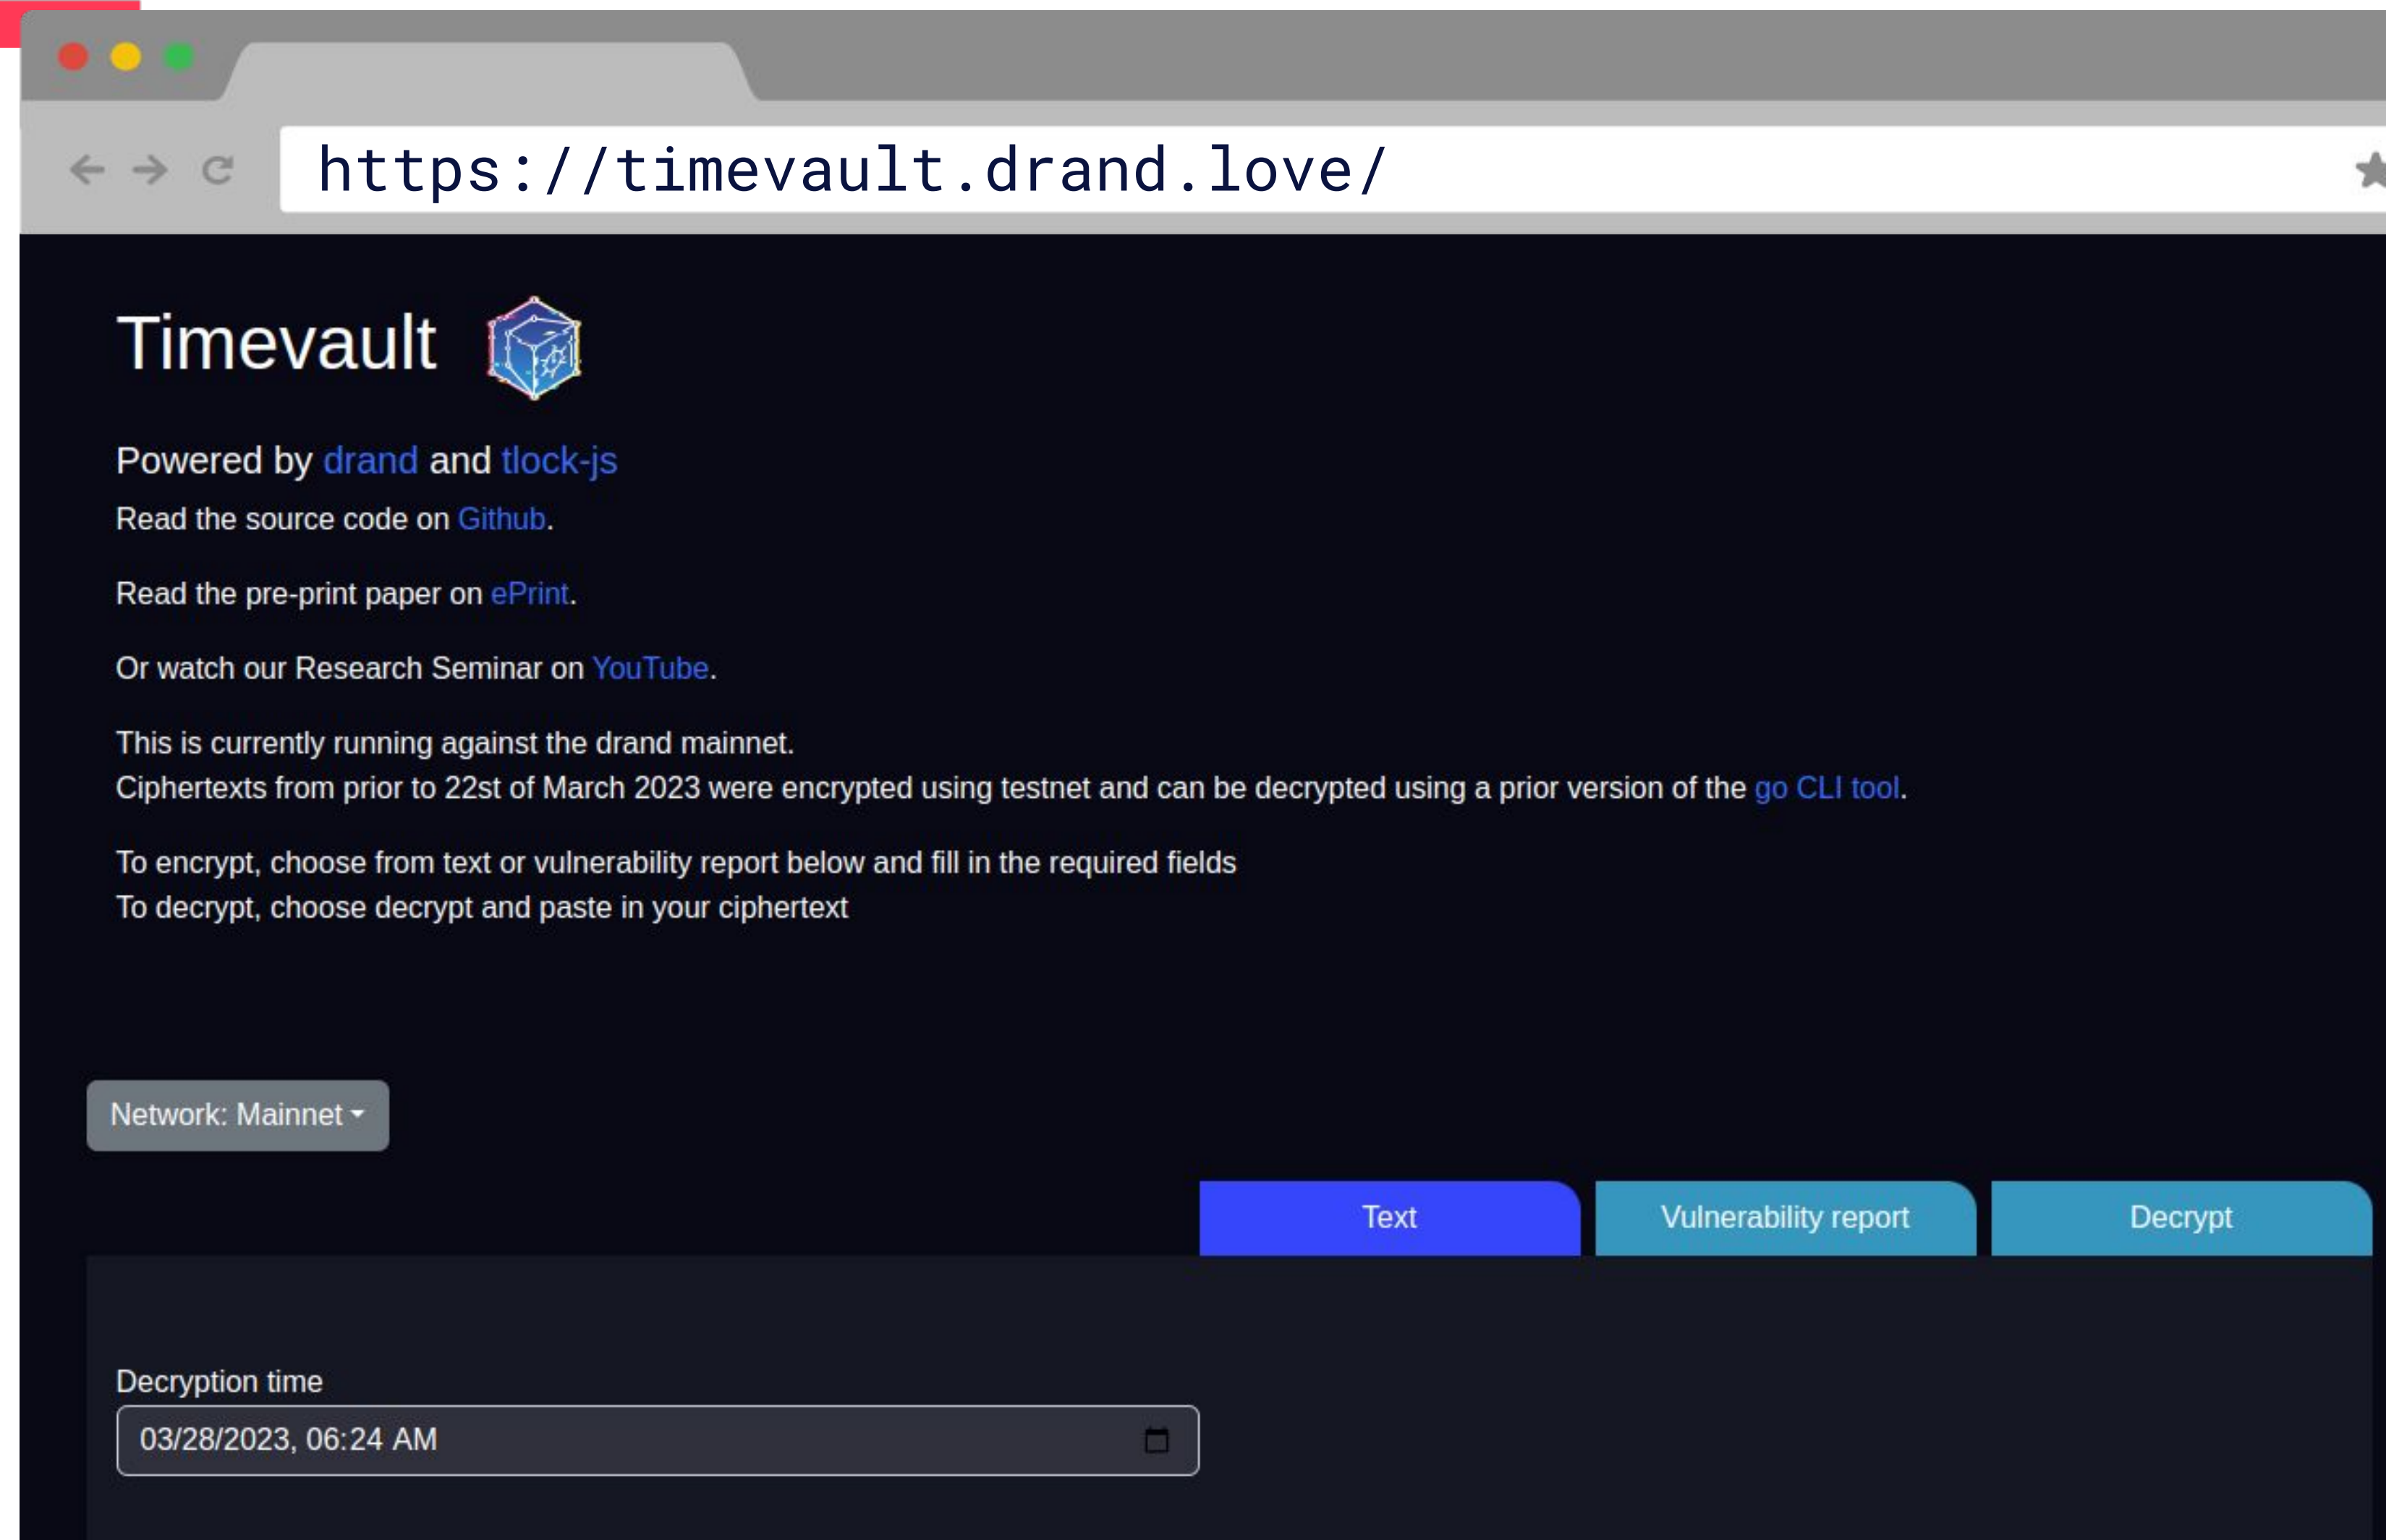 https://timevault.drand.love/
Timevault
Powered by drand and tlock-js
Read the source code on Github.
Read the pre-print paper on ePrint.
Or watch our Research Seminar on YouTube.
This is currently running against the drand mainnet.
Ciphertexts from prior to 22st of March 2023 were encrypted using testnet and can be decrypted using a prior version of the go CLI tool.
To encrypt, choose from text or vulnerability report below and fill in the required fields
To decrypt, choose decrypt and paste in your ciphertext
Network: Mainnet
Text
Vulnerability report
Decrypt
Decryption time
03/28/2023, 06:24 AM